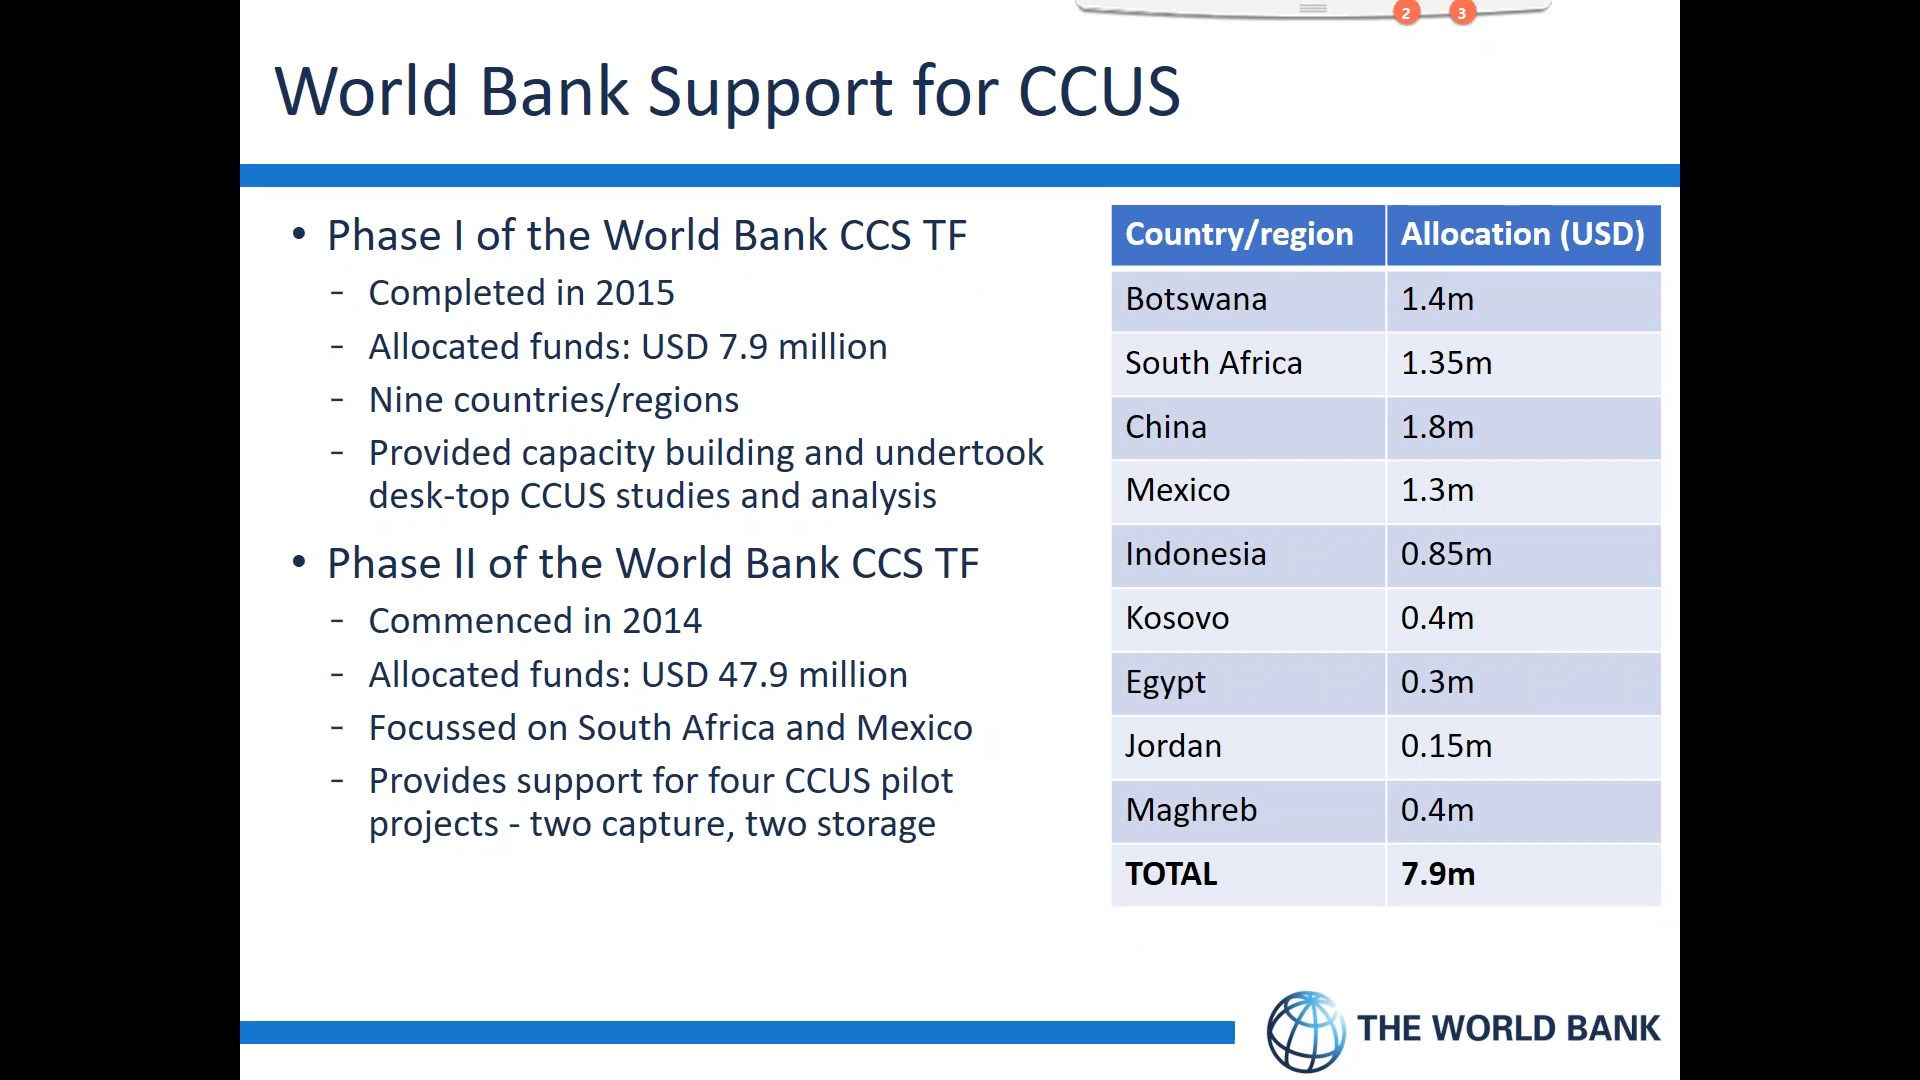 2 3
World Bank Support for CCUS
• Phase I of the World Bank CCS TF
- Completed in 2015
- Allocated funds: USD 7.9 million
- Nine countries/regions
- Provided capacity building and undertook
desk-top CCUS studies and analysis
• Phase II of the World Bank CCS TF
- Commenced in 2014
- Allocated funds: USD 47.9 million
- Focussed on South Africa and Mexico
- Provides support for four CCUS pilot
projects - two capture, two storage
Country/region Allocation (USD)
Botswana 1.4m
South Africa 1.35m
China 1.8m
Mexico 1.3m
Indonesia 0.85m
Kosovo 0.4m
Egypt 0.3m
Jordan 0.15m
Maghreb 0.4m
TOTAL 7.9m
THE WORLD BANK